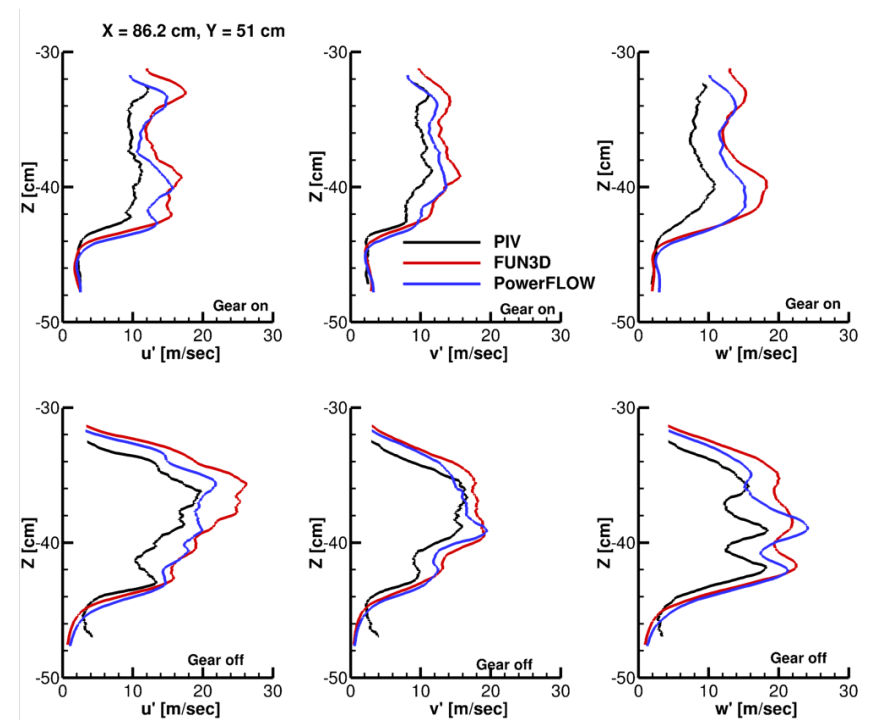 X = 86.2 cm, Y = 51 cm
-30
-40
-50
Z [cm]
Gear on
0
10
20
30
u' [m/sec]
-30
-40
-50
Z [cm]
PIV
FUN3D
PowerFLOW
Gear on
0
10
20
30
v' [m/sec]
-30
-40
-50
Z [cm]
Gear on
0
10
20
30
w' [m/sec]
-30
-40
-50
Z [cm]
Gear off
0
10
20
30
u' [m/sec]
-30
-40
-50
Z [cm]
Gear off
0
10
20
30
v' [m/sec]
-30
-40
-50
Z [cm]
Gear off
0
10
20
30
w' [m/sec]